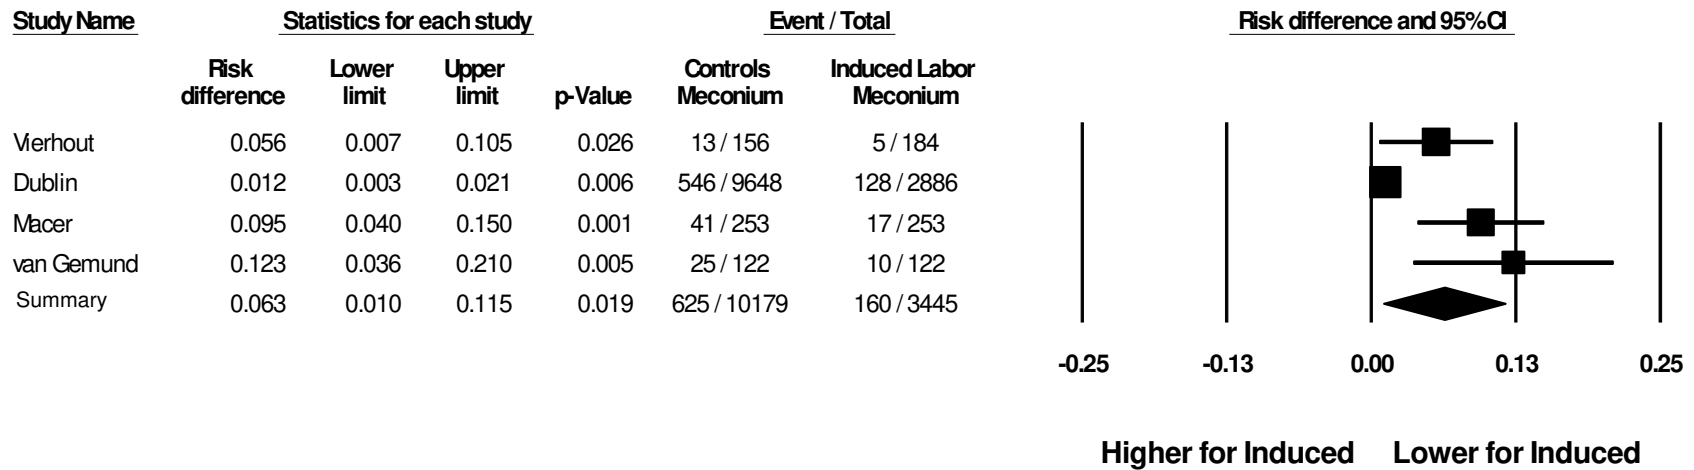 Study Name Statistics for each study Event / Total Risk difference and 95% CI
Risk difference Lower limit Upper limit p-Value Controls Meconium Induced Labor Meconium
Vierhout 0.056 0.007 0.105 0.026 13 / 156 5 / 184
Dublin 0.012 0.003 0.021 0.006 546 / 9648 128 / 2886
Macer 0.095 0.040 0.150 0.001 41 / 253 17 / 253
van Gemund 0.123 0.036 0.210 0.005 25 / 122 10 / 122
Summary 0.063 0.010 0.115 0.019 625 / 10179 160 / 3445
-0.25 -0.13 0.00 0.13 0.25
Higher for Induced Lower for Induced